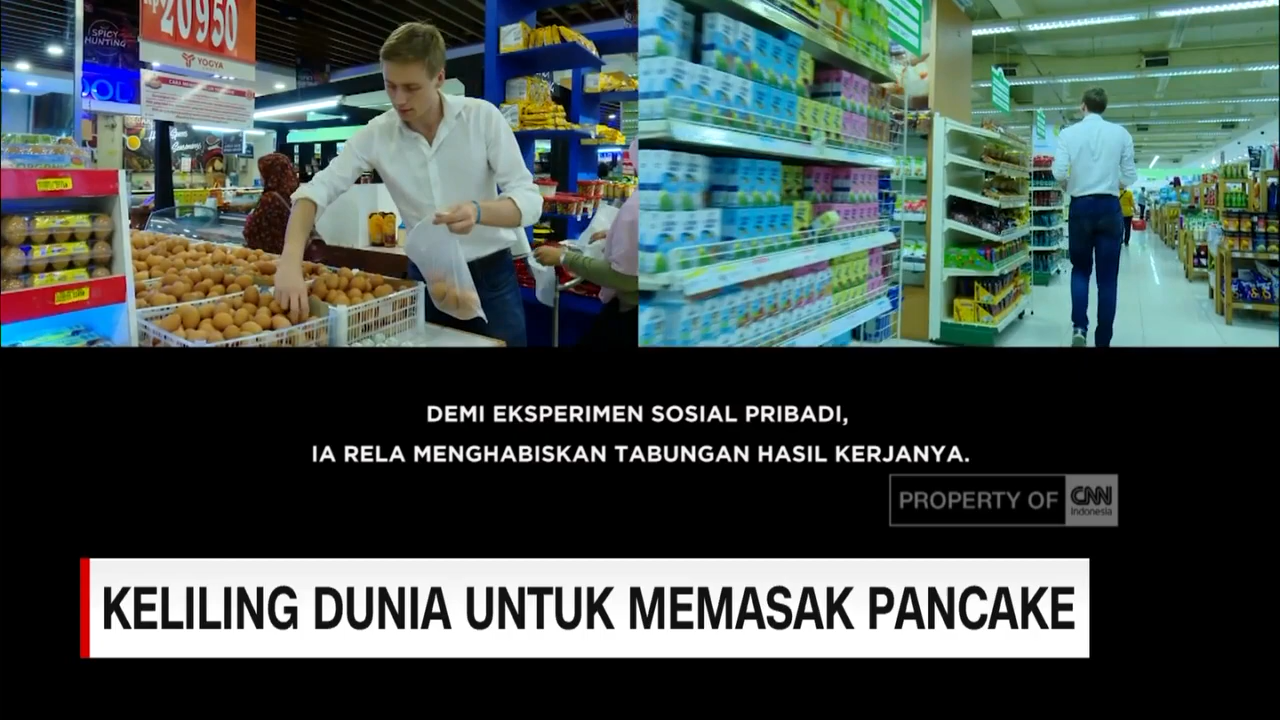 SPICY
HUNTING
Rp20950
YOGYA
DEMI EKSPERIMEN SOSIAL PRIBADI,
IA RELA MENGHABISKAN TABUNGAN HASIL KERJANYA.
PROPERTY OF CNN
Indonesia
KELILING DUNIA UNTUK MEMASAK PANCAKE